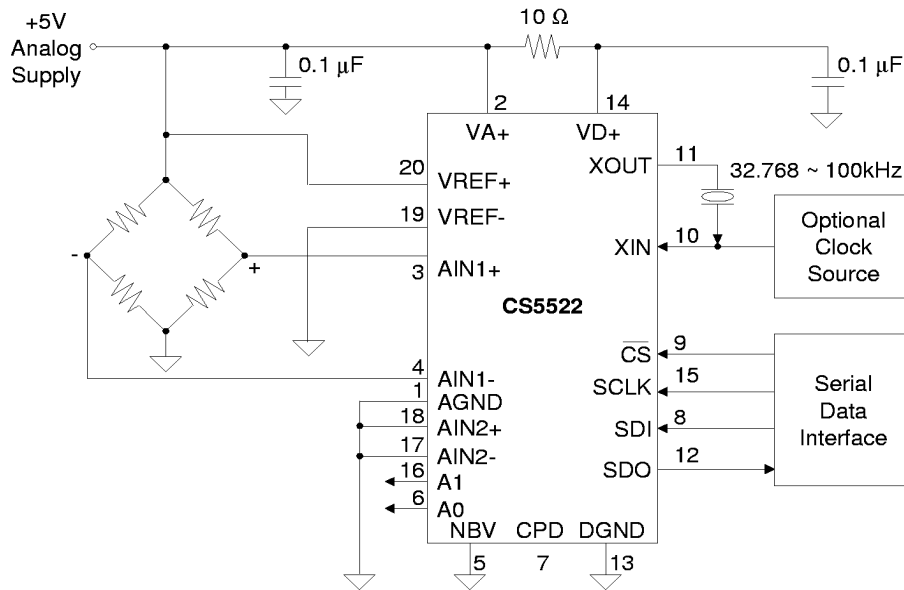 +5V
Analog
Supply
10 Ω
0.1 µF
0.1 µF
2
14
VA+
VD+
20
VREF+
19
VREF-
3
AIN1+
XOUT
11
32.768 ~ 100kHz
XIN
10
Optional
Clock
Source
-
+
CS5522
4
AIN1-
1
AGND
18
AIN2+
17
AIN2-
16
A1
6
A0
CS
9
SCLK
15
SDI
8
SDO
12
Serial
Data
Interface
NBV
CPD
DGND
5
7
13